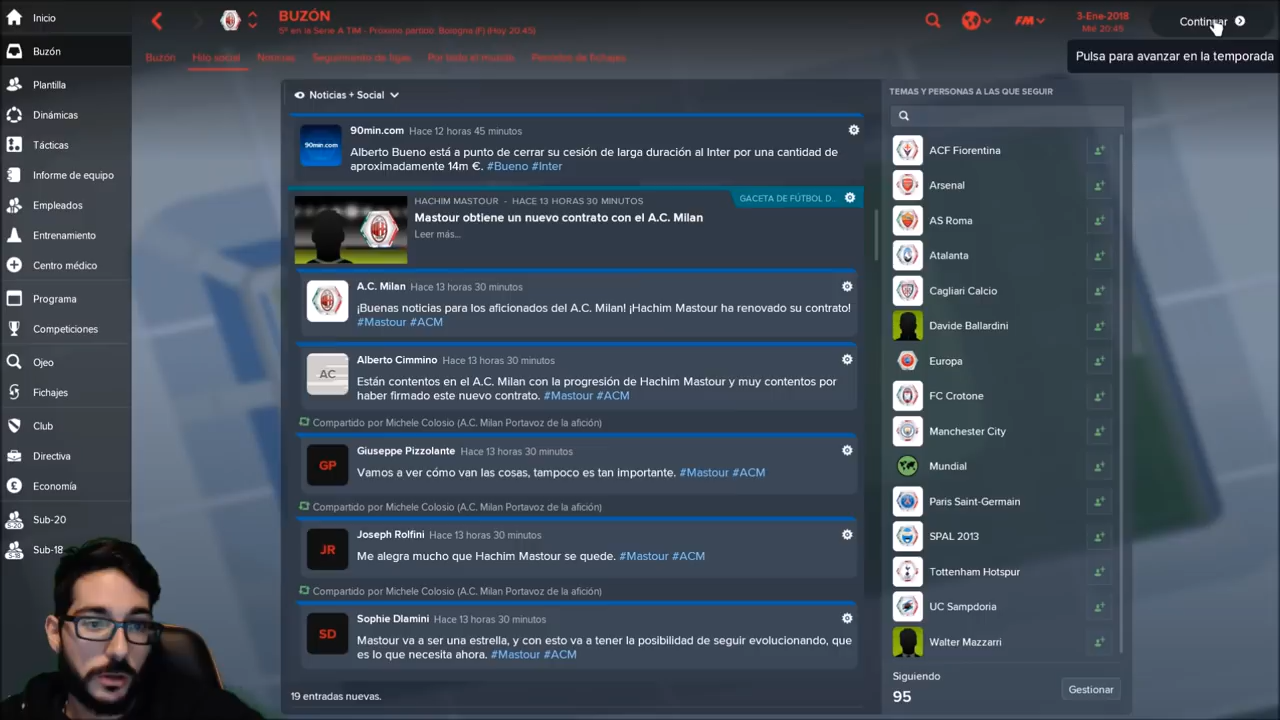 Inicio
BUZÓN
5º en la Serie A TIM - Próximo partido, Bologna (F) (Hoy 20:45)
FM
3-Ene-2018
Mié 20:45
Continuar
Pulsa para avanzar en la temporada
Buzón
Hilo social
Noticias
Seguimiento de ligas
Por todo el mundo
Periodos de fichajes
Buzón
Plantilla
Dinámicas
Tácticas
Informe de equipo
Empleados
Entrenamiento
Centro médico
Programa
Competiciones
Ojeo
Fichajes
Club
Directiva
Economía
Sub-20
Sub-18
Noticias + Social
90min.com
90min.com Hace 12 horas 45 minutos
Alberto Bueno está a punto de cerrar su cesión de larga duración al Inter por una cantidad de
aproximadamente 14m €. #Bueno #Inter
HACHIM MASTOUR - HACE 13 HORAS 30 MINUTOS
GACETA DE FÚTBOL D...
Mastour obtiene un nuevo contrato con el A.C. Milan
Leer más...
A.C. Milan Hace 13 horas 30 minutos
¡Buenas noticias para los aficionados del A.C. Milan! ¡Hachim Mastour ha renovado su contrato!
#Mastour #ACM
AC
Alberto Cimmino Hace 13 horas 30 minutos
Están contentos en el A.C. Milan con la progresión de Hachim Mastour y muy contentos por
haber firmado este nuevo contrato. #Mastour #ACM
Compartido por Michele Colosio (A.C. Milan Portavoz de la afición)
GP
Giuseppe Pizzolante Hace 13 horas 30 minutos
Vamos a ver cómo van las cosas, tampoco es tan importante. #Mastour #ACM
Compartido por Michele Colosio (A.C. Milan Portavoz de la afición)
JR
Joseph Rolfini Hace 13 horas 30 minutos
Me alegra mucho que Hachim Mastour se quede. #Mastour #ACM
Compartido por Michele Colosio (A.C. Milan Portavoz de la afición)
SD
Sophie Dlamini Hace 13 horas 30 minutos
Mastour va a ser una estrella, y con esto va a tener la posibilidad de seguir evolucionando, que
es lo que necesita ahora. #Mastour #ACM
19 entradas nuevas.
TEMAS Y PERSONAS A LAS QUE SEGUIR
ACF Fiorentina
Arsenal
AS Roma
Atalanta
Cagliari Calcio
Davide Ballardini
Europa
FC Crotone
Manchester City
Mundial
Paris Saint-Germain
SPAL 2013
Tottenham Hotspur
UC Sampdoria
Walter Mazzarri
Siguiendo
95
Gestionar